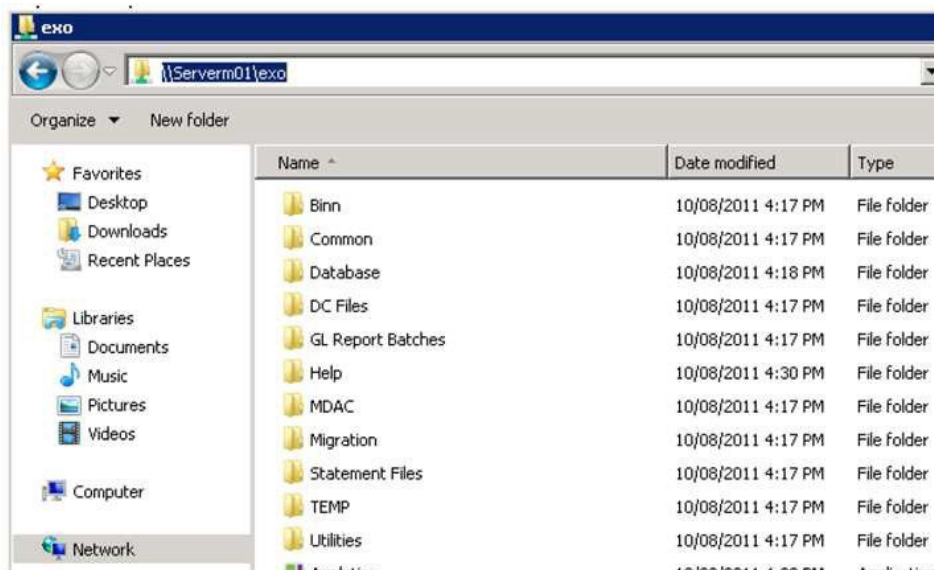 exo
\\Serverm01\exo
Organize New folder
Favorites
Desktop
Downloads
Recent Places
Libraries
Documents
Music
Pictures
Videos
Computer
Network
Name Date modified Type
Binn 10/08/2011 4:17 PM File folder
Common 10/08/2011 4:17 PM File folder
Database 10/08/2011 4:18 PM File folder
DC Files 10/08/2011 4:17 PM File folder
GL Report Batches 10/08/2011 4:17 PM File folder
Help 10/08/2011 4:30 PM File folder
MDAC 10/08/2011 4:17 PM File folder
Migration 10/08/2011 4:17 PM File folder
Statement Files 10/08/2011 4:17 PM File folder
TEMP 10/08/2011 4:17 PM File folder
Utilities 10/08/2011 4:17 PM File folder